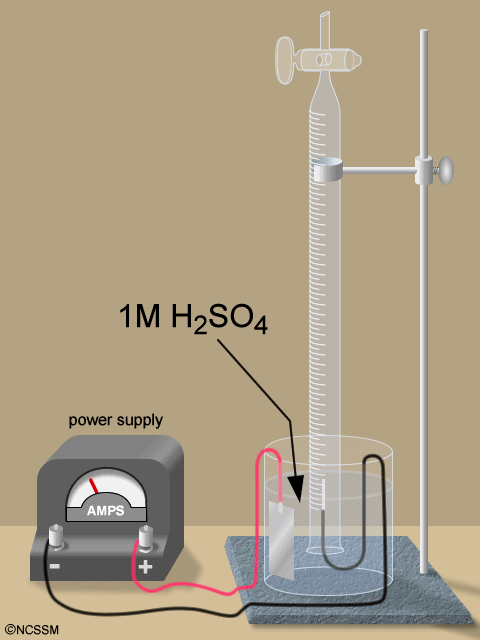 1M H₂SO₄
power supply
AMPS
- +
©NCSSM